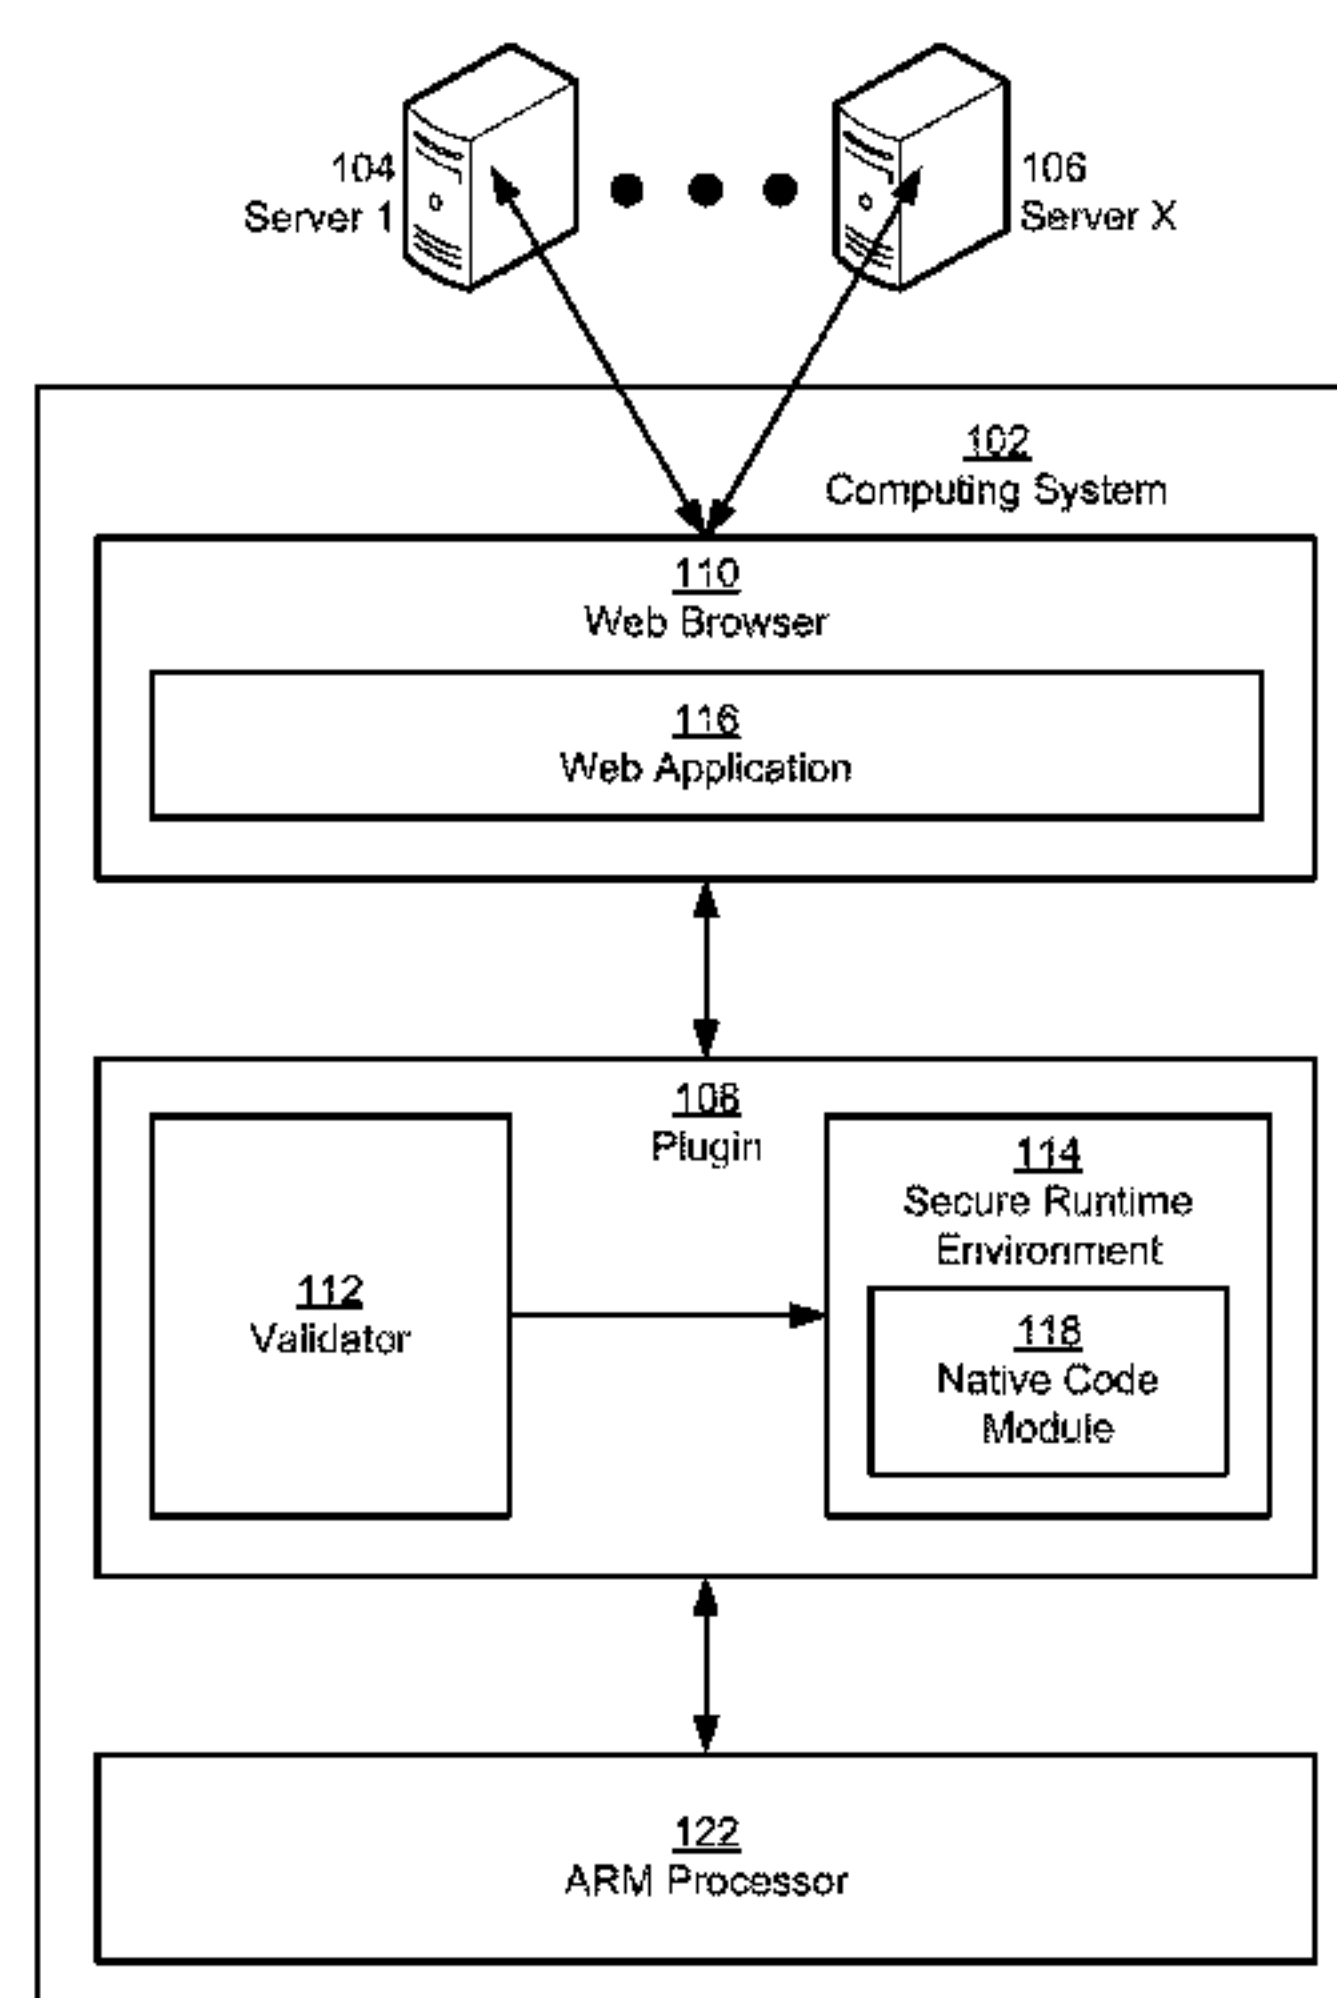 104
Server 1
106
Server X
102
Computing System
110
Web Browser
116
Web Application
108
Plugin
112
Validator
114
Secure Runtime
Environment
118
Native Code
Module
122
ARM Processor